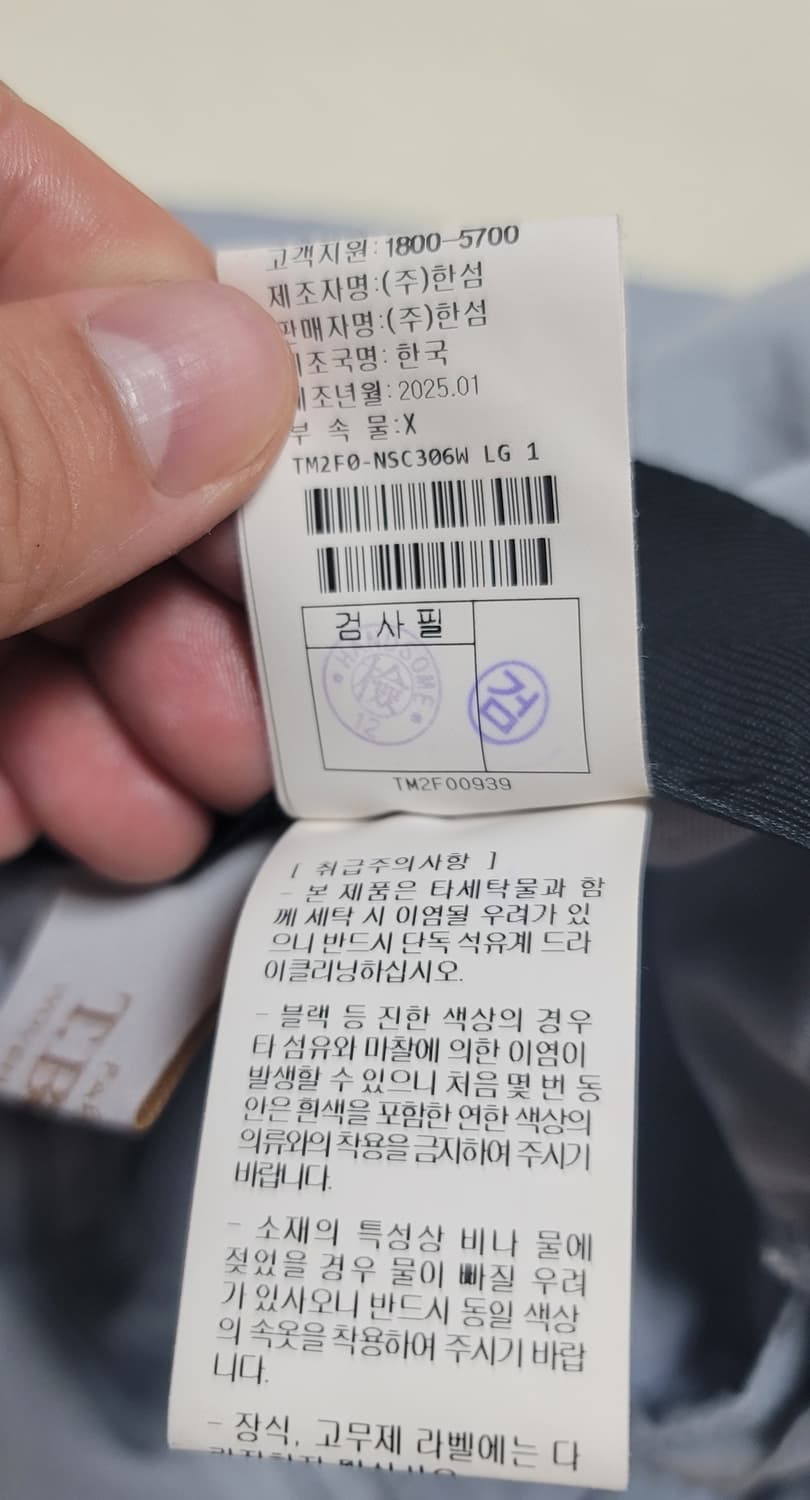 고객지원:1800-5700
제조자명:(주)한섬
판매자명:(주)한섬
제조국명: 한국
제조년월:2025.01
부 속 물:X
TM2F0-NSC306W LG 1
검사필
HANDSOME
檢
12
검
TM2F00939
[ 취급주의사항 ]
- 본 제품은 타세탁물과 함
께 세탁 시 이염될 우려가 있
으니 반드시 단독 석유계 드라
이클리닝하십시오.
- 블랙 등 진한 색상의 경우
타 섬유와 마찰에 의한 이염이
발생할 수 있으니 처음 몇 번 동
안은 흰색을 포함한 연한 색상의
의류와의 착용을 금지하여 주시기
바랍니다.
- 소재의 특성상 비나 물에
젖었을 경우 물이 빠질 우려
가 있사오니 반드시 동일 색상
의 속옷을 착용하여 주시기 바랍
니다.
- 장식, 고무제 라벨에는 다
T.B